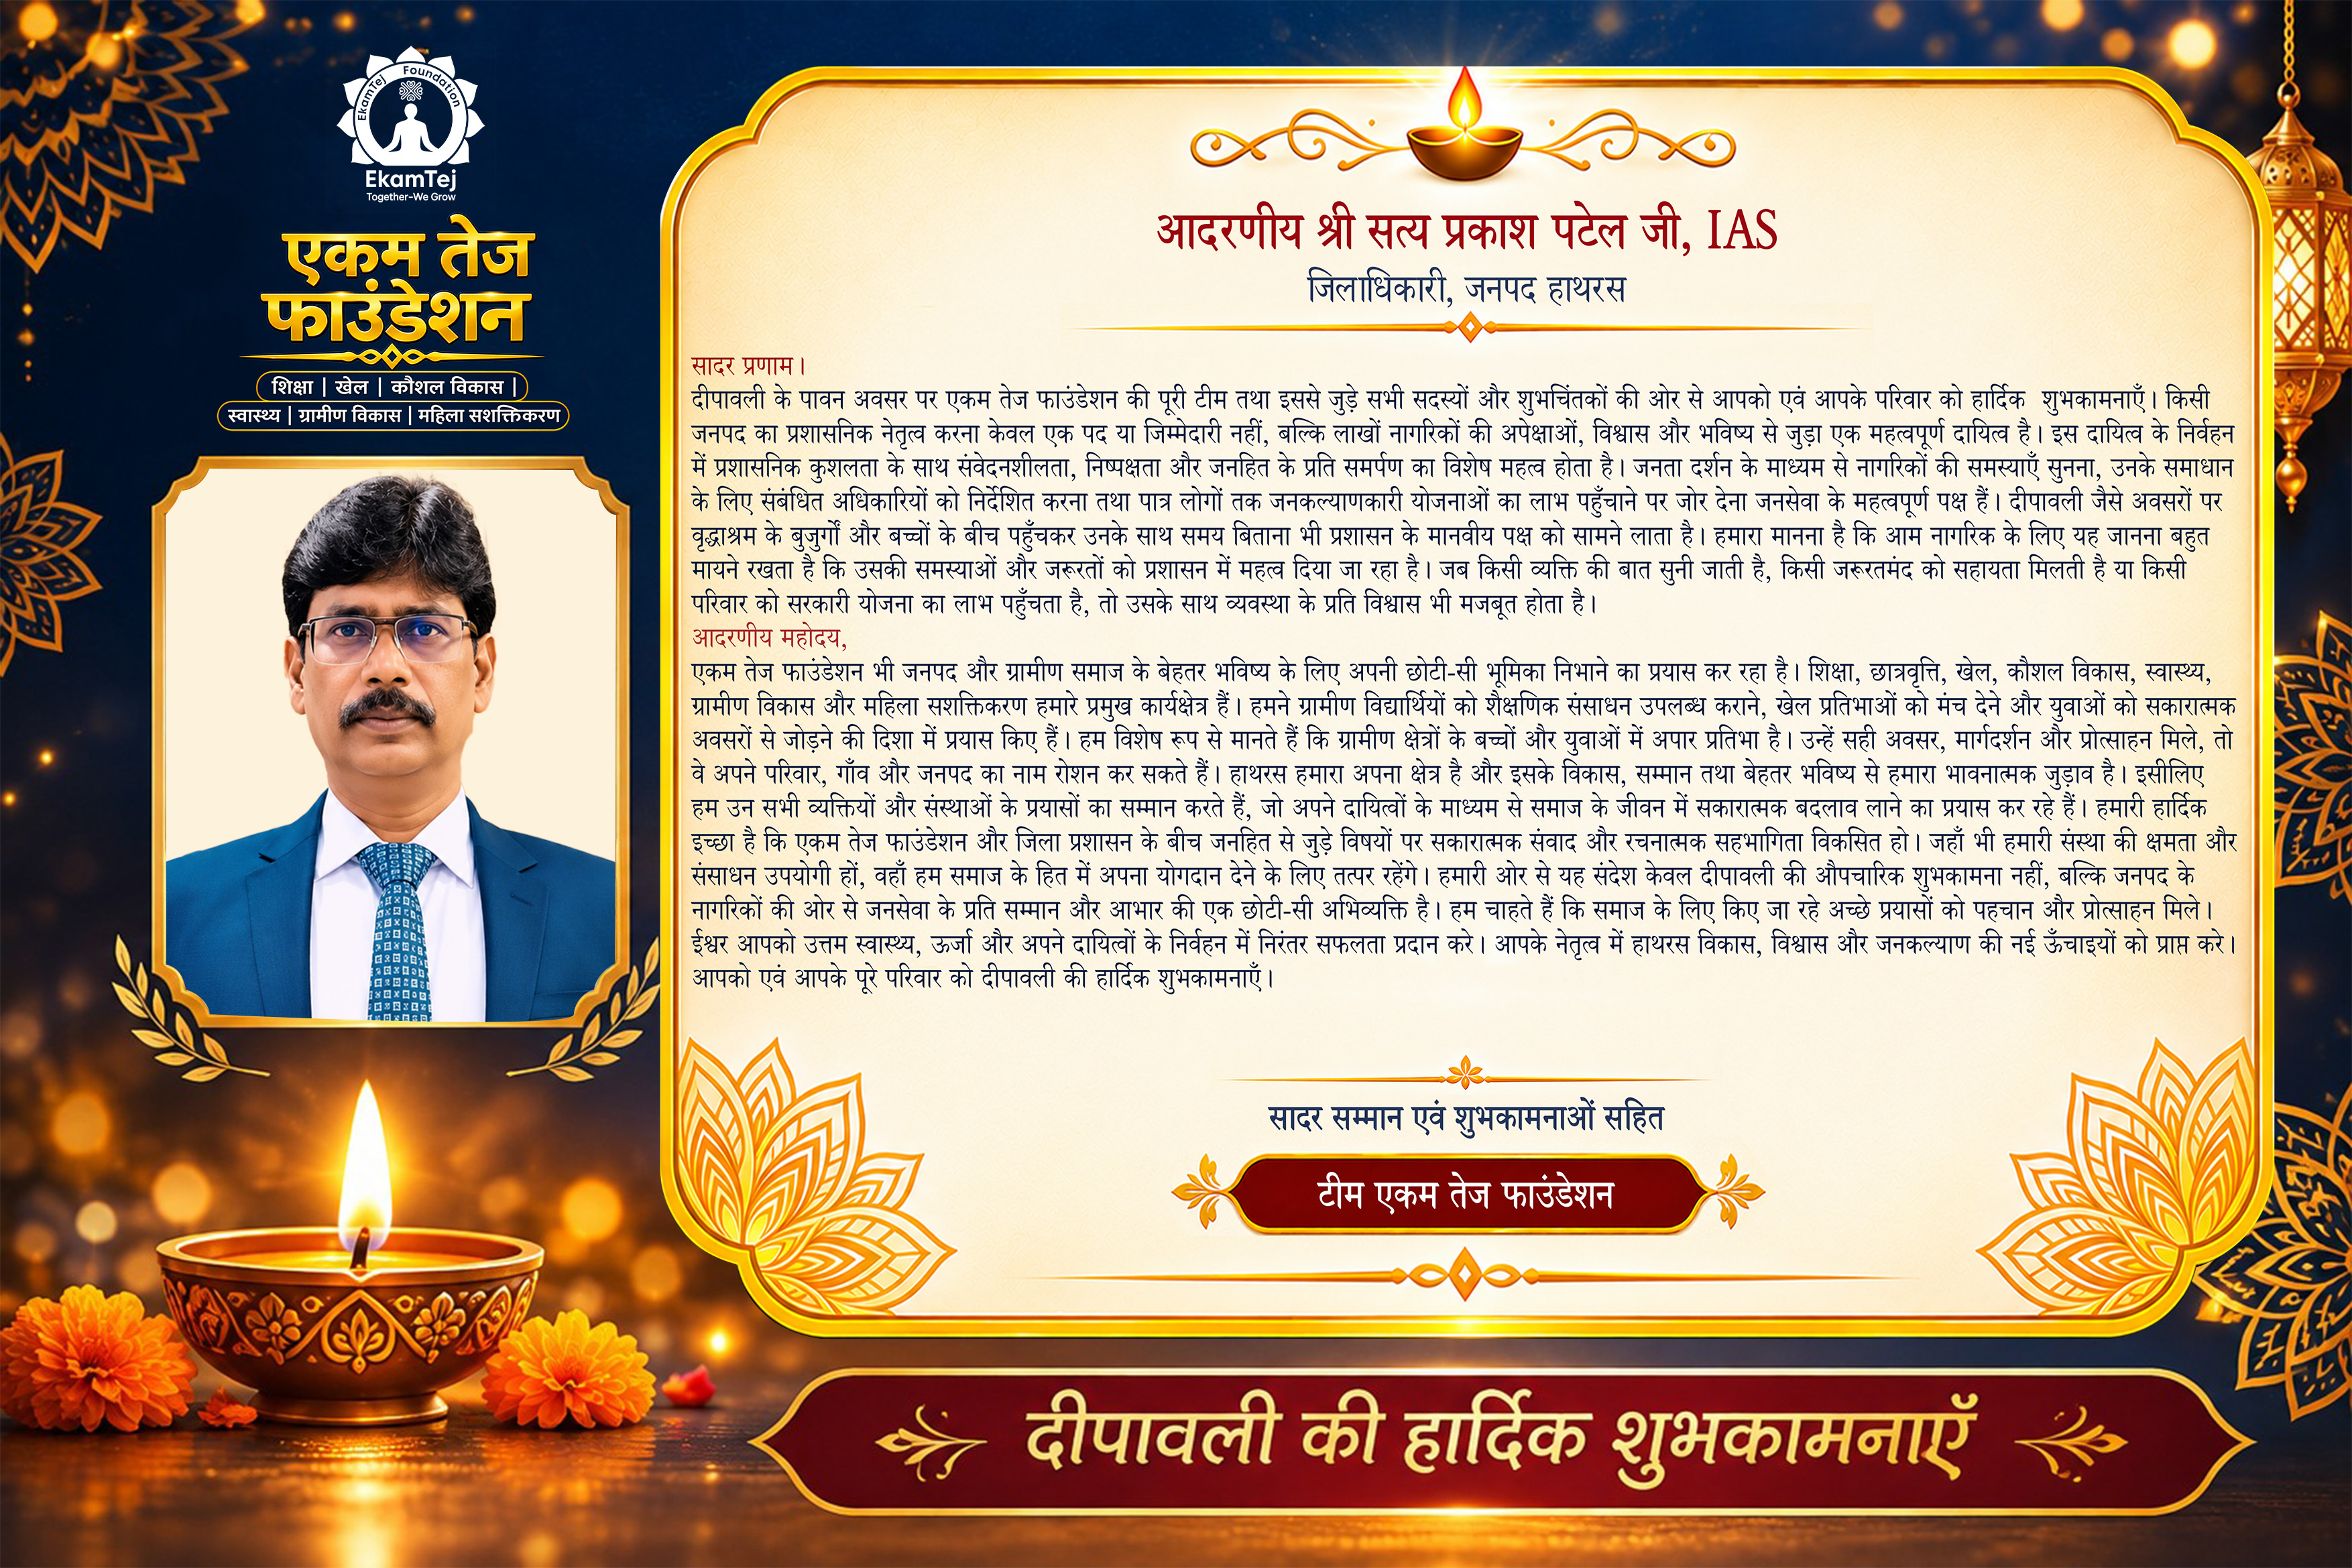 EkamTej Foundation
EkamTej
Together-We Grow
एकम तेज
फाउंडेशन
शिक्षा | खेल | कौशल विकास |
स्वास्थ्य | ग्रामीण विकास | महिला सशक्तिकरण
आदरणीय श्री सत्य प्रकाश पटेल जी, IAS
जिलाधिकारी, जनपद हाथरस
सादर प्रणाम।
दीपावली के पावन अवसर पर एकम तेज फाउंडेशन की पूरी टीम तथा इससे जुड़े सभी सदस्यों और शुभचिंतकों की ओर से आपको एवं आपके परिवार को हार्दिक शुभकामनाएँ। किसी
जनपद का प्रशासनिक नेतृत्व करना केवल एक पद या जिम्मेदारी नहीं, बल्कि लाखों नागरिकों की अपेक्षाओं, विश्वास और भविष्य से जुड़ा एक महत्वपूर्ण दायित्व है। इस दायित्व के निर्वहन
में प्रशासनिक कुशलता के साथ संवेदनशीलता, निष्पक्षता और जनहित के प्रति समर्पण का विशेष महत्व होता है। जनता दर्शन के माध्यम से नागरिकों की समस्याएँ सुनना, उनके समाधान
के लिए संबंधित अधिकारियों को निर्देशित करना तथा पात्र लोगों तक जनकल्याणकारी योजनाओं का लाभ पहुँचाने पर जोर देना जनसेवा के महत्वपूर्ण पक्ष हैं। दीपावली जैसे अवसरों पर
वृद्धाश्रम के बुजुर्गों और बच्चों के बीच पहुँचकर उनके साथ समय बिताना भी प्रशासन के मानवीय पक्ष को सामने लाता है। हमारा मानना है कि आम नागरिक के लिए यह जानना बहुत
मायने रखता है कि उसकी समस्याओं और जरूरतों को प्रशासन में महत्व दिया जा रहा है। जब किसी व्यक्ति की बात सुनी जाती है, किसी जरूरतमंद को सहायता मिलती है या किसी
परिवार को सरकारी योजना का लाभ पहुँचता है, तो उसके साथ व्यवस्था के प्रति विश्वास भी मजबूत होता है।
आदरणीय महोदय,
एकम तेज फाउंडेशन भी जनपद और ग्रामीण समाज के बेहतर भविष्य के लिए अपनी छोटी-सी भूमिका निभाने का प्रयास कर रहा है। शिक्षा, छात्रवृत्ति, खेल, कौशल विकास, स्वास्थ्य,
ग्रामीण विकास और महिला सशक्तिकरण हमारे प्रमुख कार्यक्षेत्र हैं। हमने ग्रामीण विद्यार्थियों को शैक्षणिक संसाधन उपलब्ध कराने, खेल प्रतिभाओं को मंच देने और युवाओं को सकारात्मक
अवसरों से जोड़ने की दिशा में प्रयास किए हैं। हम विशेष रूप से मानते हैं कि ग्रामीण क्षेत्रों के बच्चों और युवाओं में अपार प्रतिभा है। उन्हें सही अवसर, मार्गदर्शन और प्रोत्साहन मिले, तो
वे अपने परिवार, गाँव और जनपद का नाम रोशन कर सकते हैं। हाथरस हमारा अपना क्षेत्र है और इसके विकास, सम्मान तथा बेहतर भविष्य से हमारा भावनात्मक जुड़ाव है। इसीलिए
हम उन सभी व्यक्तियों और संस्थाओं के प्रयासों का सम्मान करते हैं, जो अपने दायित्वों के माध्यम से समाज के जीवन में सकारात्मक बदलाव लाने का प्रयास कर रहे हैं। हमारी हार्दिक
इच्छा है कि एकम तेज फाउंडेशन और जिला प्रशासन के बीच जनहित से जुड़े विषयों पर सकारात्मक संवाद और रचनात्मक सहभागिता विकसित हो। जहाँ भी हमारी संस्था की क्षमता और
संसाधन उपयोगी हों, वहाँ हम समाज के हित में अपना योगदान देने के लिए तत्पर रहेंगे। हमारी ओर से यह संदेश केवल दीपावली की औपचारिक शुभकामना नहीं, बल्कि जनपद के
नागरिकों की ओर से जनसेवा के प्रति सम्मान और आभार की एक छोटी-सी अभिव्यक्ति है। हम चाहते हैं कि समाज के लिए किए जा रहे अच्छे प्रयासों को पहचान और प्रोत्साहन मिले।
ईश्वर आपको उत्तम स्वास्थ्य, ऊर्जा और अपने दायित्वों के निर्वहन में निरंतर सफलता प्रदान करे। आपके नेतृत्व में हाथरस विकास, विश्वास और जनकल्याण की नई ऊँचाइयों को प्राप्त करे।
आपको एवं आपके पूरे परिवार को दीपावली की हार्दिक शुभकामनाएँ।
सादर सम्मान एवं शुभकामनाओं सहित
टीम एकम तेज फाउंडेशन
दीपावली की हार्दिक शुभकामनाएँ